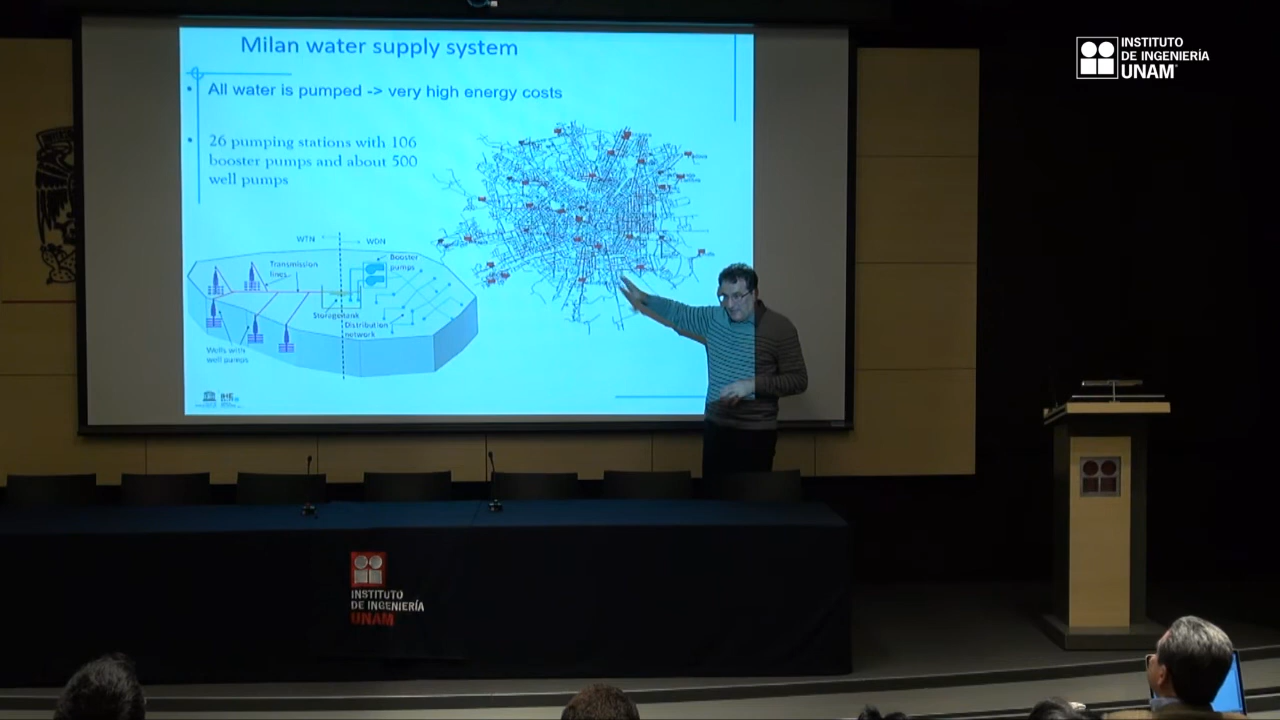 Milan water supply system
• All water is pumped -> very high energy costs
• 26 pumping stations with 106
booster pumps and about 500
well pumps
WTN
WDN
Transmission
lines
Booster
pumps
Storage tank
Distribution
network
Wells with
well pumps
INSTITUTO
DE INGENIERÍA
UNAM
INSTITUTO
DE INGENIERÍA
UNAM